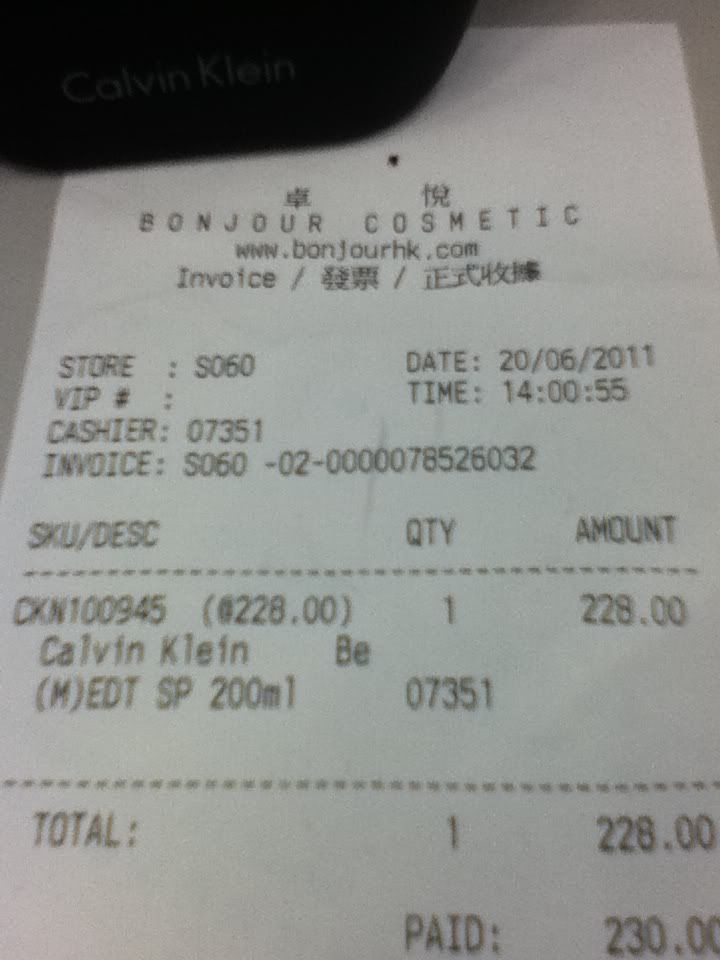 Calvin Klein
卓 悅
BONJOUR COSMETIC
www.bonjourhk.com
Invoice / 發票 / 正式收據
STORE : S060 DATE: 20/06/2011
VIP # : TIME: 14:00:55
CASHIER: 07351
INVOICE: S060 -02-0000078526032
SKU/DESC QTY AMOUNT
CKN100945 (@228.00) 1 228.00
Calvin Klein Be
(M)EDT SP 200ml 07351
TOTAL: 1 228.00
PAID: 230.00